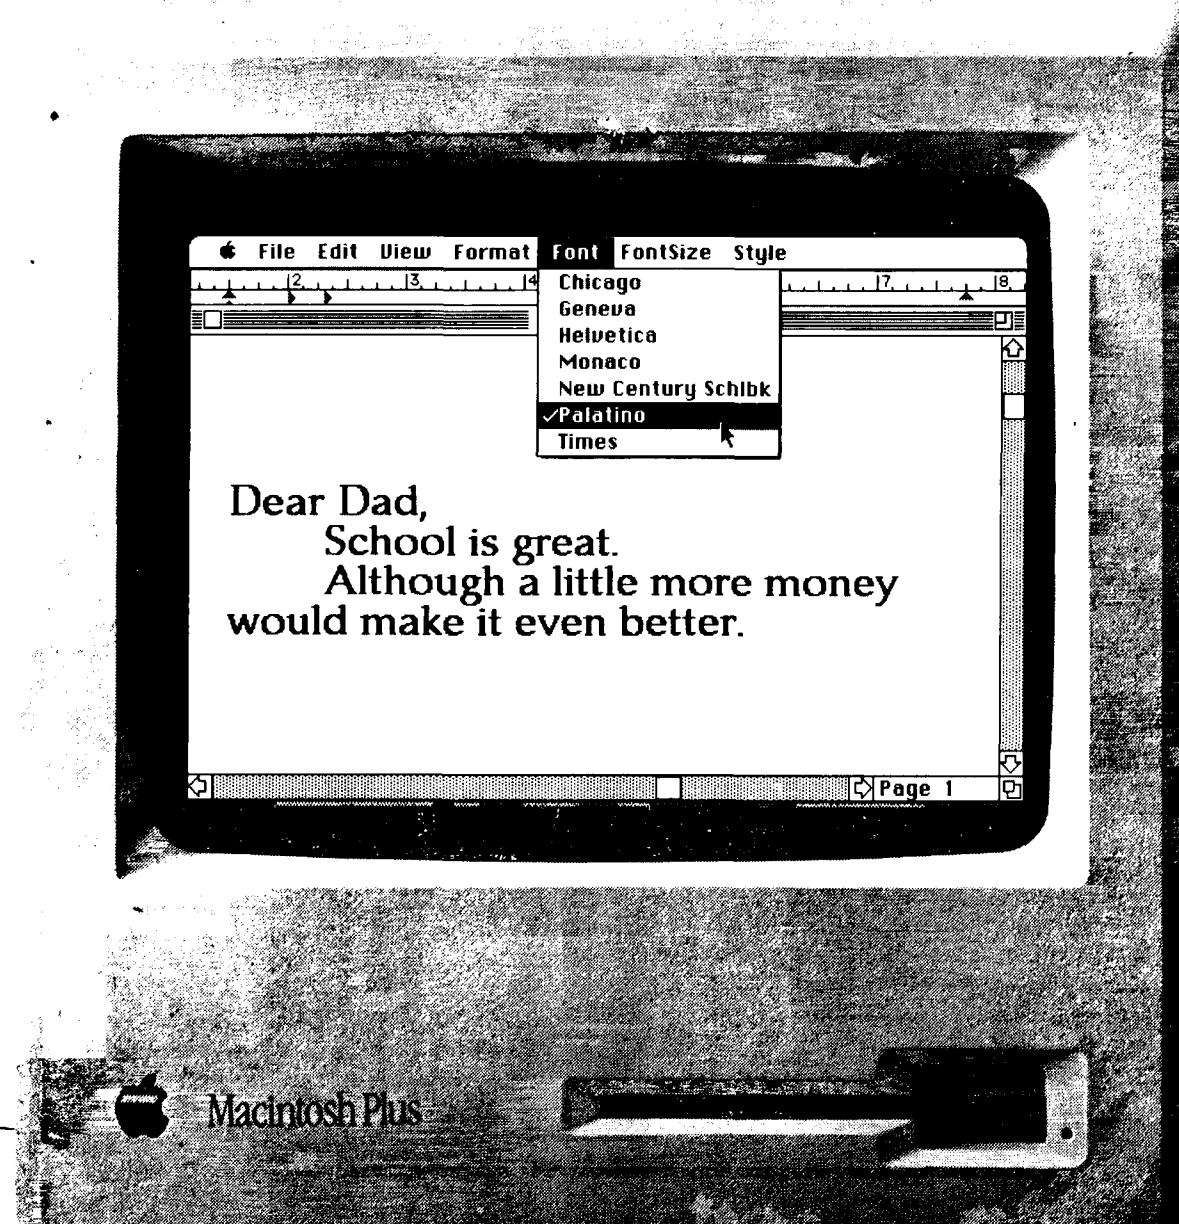 File Edit View Format Font FontSize Style
2 3 4 7 8
Chicago
Geneva
Helvetica
Monaco
New Century Schlbk
✓Palatino
Times
Dear Dad,
School is great.
Although a little more money
would make it even better.
Page 1
Macintosh Plus